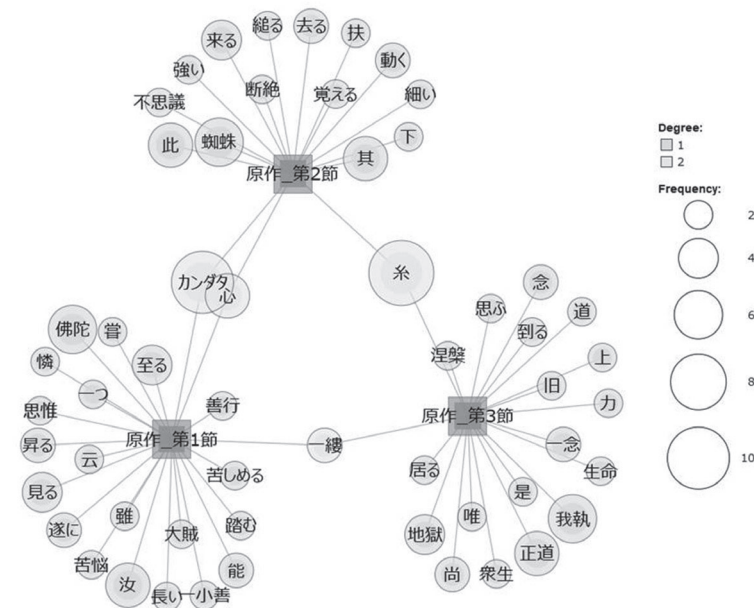 来る
縋る
去る
扶
動く
強い
断絶
覚える
細い
不思議
此
蜘蛛
其
下
原作_第2節
カンダタ
心
糸
Degree:
1
2
Frequency:
2
4
6
8
10
佛陀
嘗
至る
憐
一つ
善行
思惟
原作_第1節
昇る
云
苦しめる
見る
遂に
雖
大賊
踏む
苦悩
汝
長い
一小善
能
一縷
念
思ふ
到る
道
涅槃
上
旧
力
原作_第3節
一念
生命
居る
是
我執
唯
地獄
正道
尚
衆生